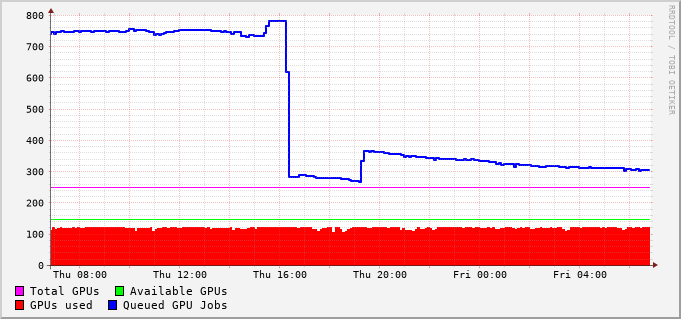 800
700
600
500
400
300
200
100
0
Thu 08:00 Thu 12:00 Thu 16:00 Thu 20:00 Fri 00:00 Fri 04:00
Total GPUs Available GPUs
GPUs used Queued GPU Jobs
RRDTOOL / TOBI OETIKER